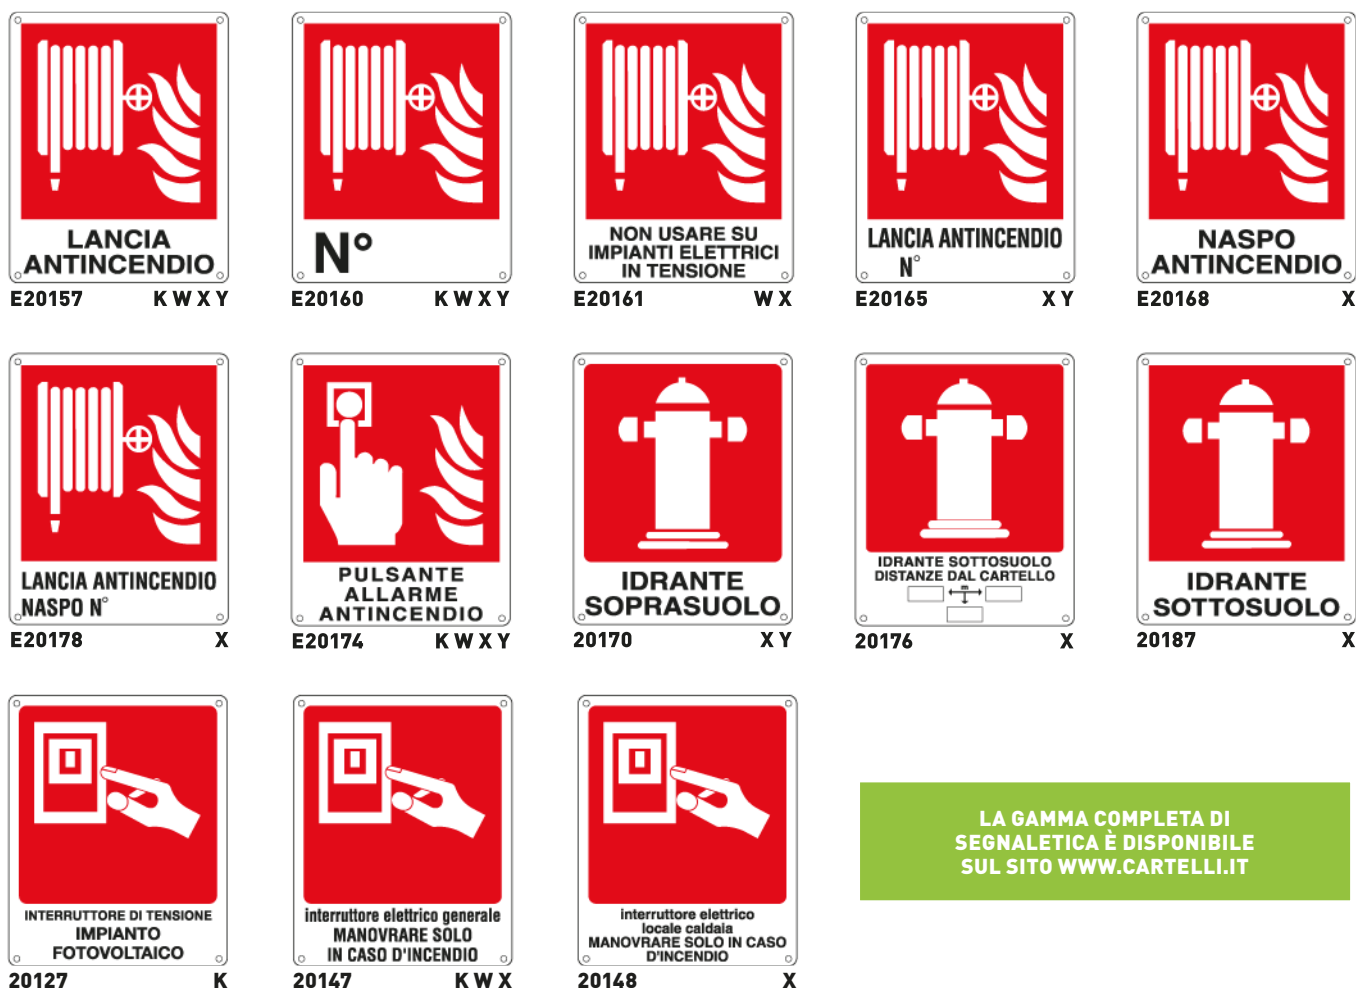 LANCIA
ANTINCENDIO
E20157 K W X Y
N°
E20160 K W X Y
NON USARE SU
IMPIANTI ELETTRICI
IN TENSIONE
E20161 W X
LANCIA ANTINCENDIO
N°
E20165 X Y
NASPO
ANTINCENDIO
E20168 X
LANCIA ANTINCENDIO
NASPO N°
E20178 X
PULSANTE
ALLARME
ANTINCENDIO
E20174 K W X Y
IDRANTE
SOPRASUOLO
20170 X Y
IDRANTE SOTTOSUOLO
DISTANZE DAL CARTELLO
m
20176 X
IDRANTE
SOTTOSUOLO
20187 X
INTERRUTTORE DI TENSIONE
IMPIANTO
FOTOVOLTAICO
20127 K
interruttore elettrico generale
MANOVRARE SOLO
IN CASO D'INCENDIO
20147 K W X
interruttore elettrico
locale caldaia
MANOVRARE SOLO IN CASO
D'INCENDIO
20148 X
LA GAMMA COMPLETA DI
SEGNALETICA È DISPONIBILE
SUL SITO WWW.CARTELLI.IT